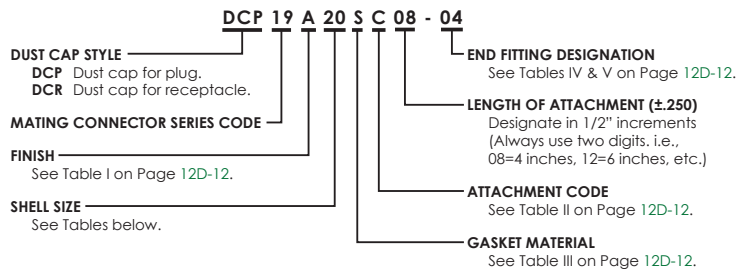 DCP 19 A 20 S C 08 - 04
DUST CAP STYLE
DCP Dust cap for plug.
DCR Dust cap for receptacle.
MATING CONNECTOR SERIES CODE
FINISH
See Table I on Page 12D-12.
SHELL SIZE
See Tables below.
END FITTING DESIGNATION
See Tables IV & V on Page 12D-12.
LENGTH OF ATTACHMENT (±.250)
Designate in 1/2” increments
(Always use two digits. i.e.,
08=4 inches, 12=6 inches, etc.)
ATTACHMENT CODE
See Table II on Page 12D-12.
GASKET MATERIAL
See Table III on Page 12D-12.